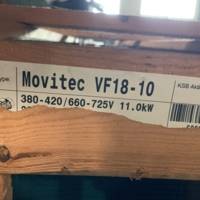 ype:
Movitec VF18-10
KSB
380-420/660-725V 11.0kW